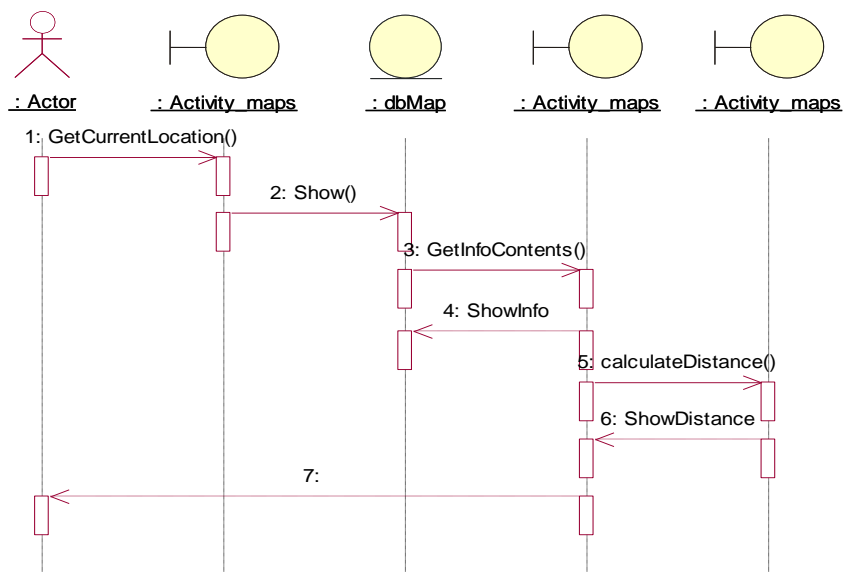 : Actor
: Activity_maps
: dbMap
: Activity_maps
: Activity_maps
1: GetCurrentLocation()
2: Show()
3: GetInfoContents()
4: ShowInfo
5: calculateDistance()
6: ShowDistance
7: